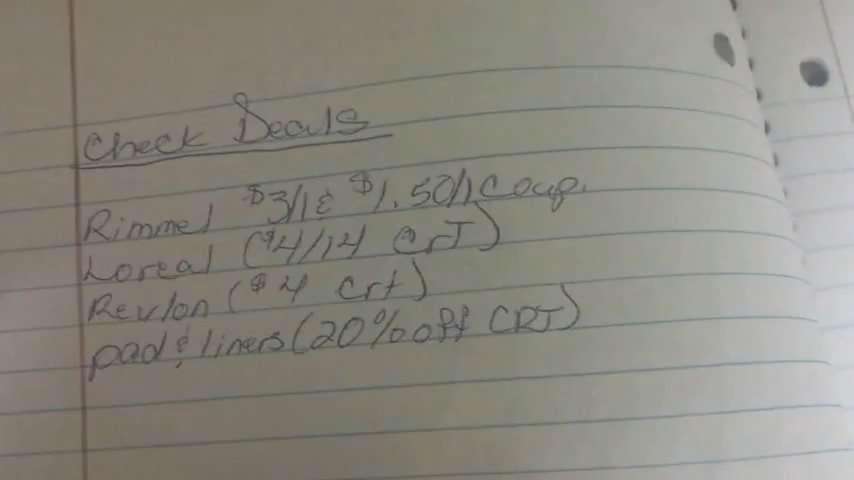 Check Deals
Rimmel $3/1 & $1.50/1 Coup.
Loreal ($4/14 CRT)
Revlon ($4 crt)
pad & liners (20% off CRT)